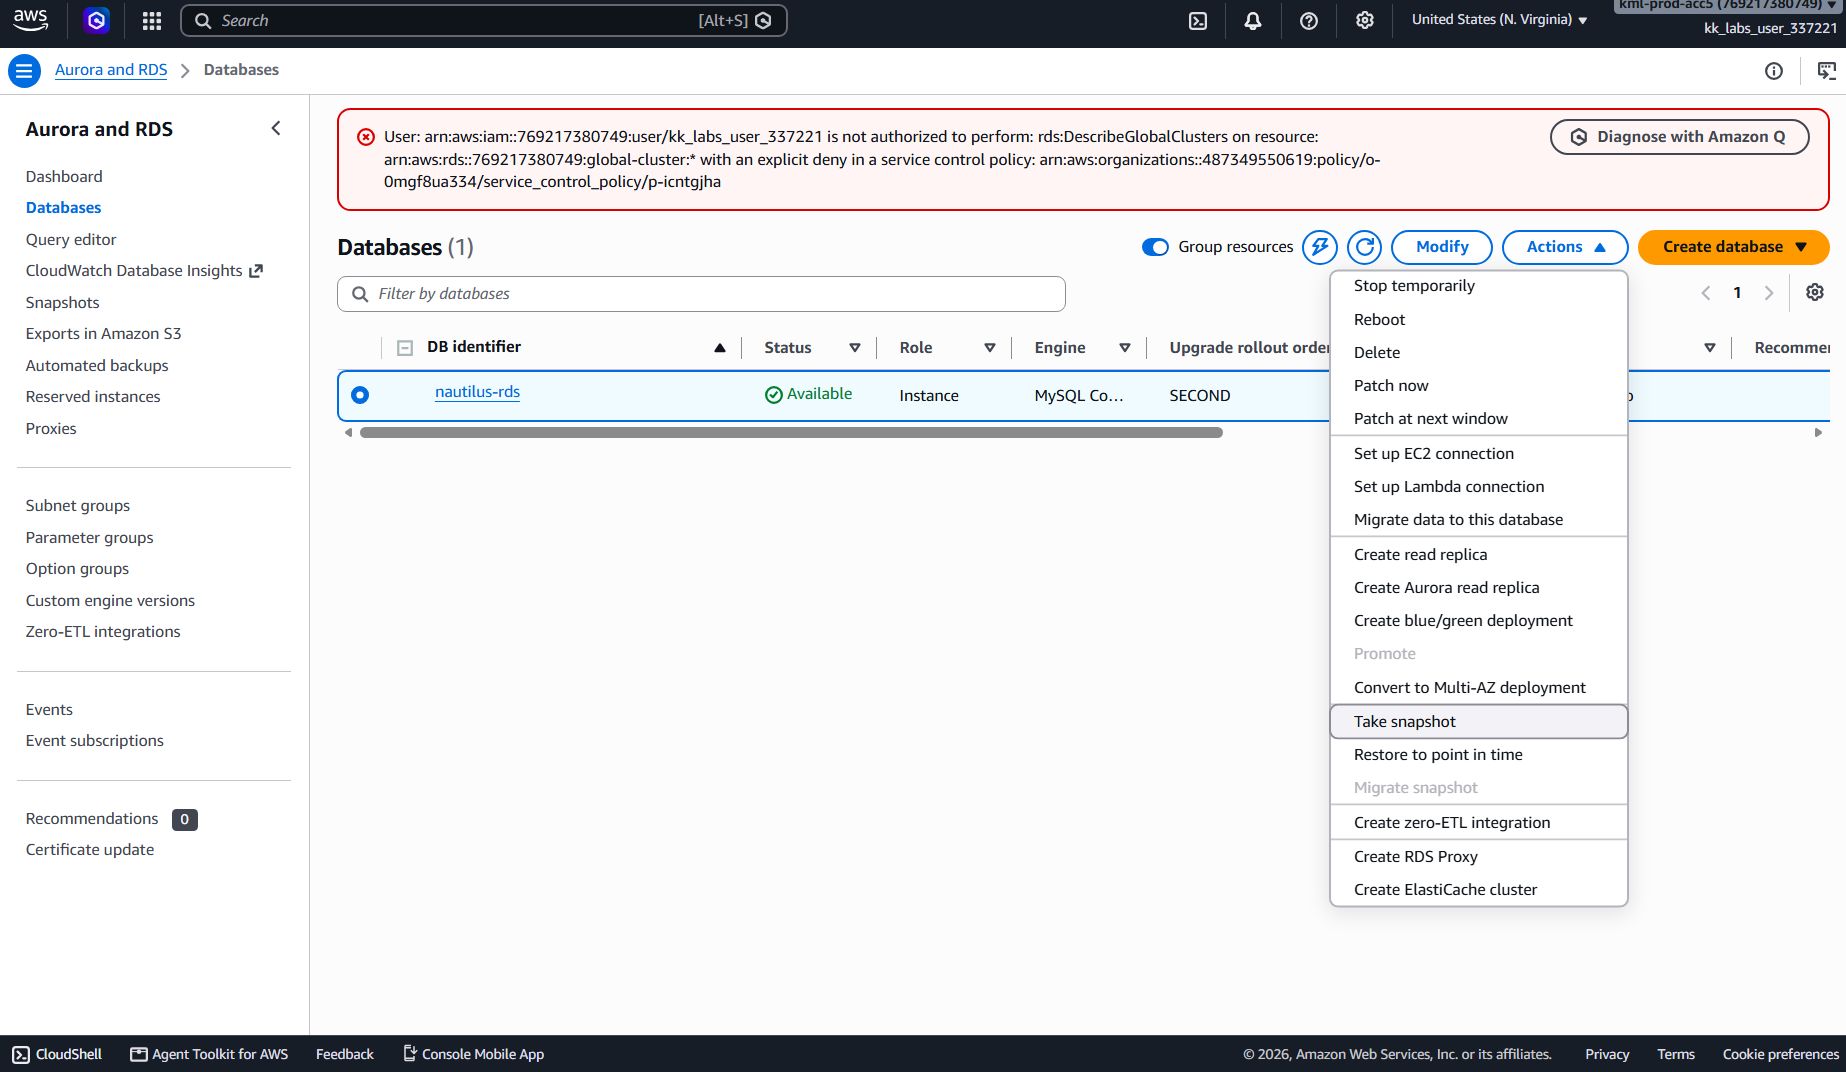 aws
Search [Alt+S]
United States (N. Virginia)
kml-prod-acc5 (769217380749)
kk_labs_user_337221
Aurora and RDS
Databases
Aurora and RDS
Dashboard
Databases
Query editor
CloudWatch Database Insights
Snapshots
Exports in Amazon S3
Automated backups
Reserved instances
Proxies
Subnet groups
Parameter groups
Option groups
Custom engine versions
Zero-ETL integrations
Events
Event subscriptions
Recommendations 0
Certificate update
User: arn:aws:iam::769217380749:user/kk_labs_user_337221 is not authorized to perform: rds:DescribeGlobalClusters on resource:
arn:aws:rds::769217380749:global-cluster:* with an explicit deny in a service control policy: arn:aws:organizations::487349550619:policy/o-
0mgf8ua334/service_control_policy/p-icntgjha
Diagnose with Amazon Q
Databases (1)
Group resources
Modify
Actions
Create database
Filter by databases
1
DB identifier Status Role Engine Upgrade rollout order Recommen
nautilus-rds Available Instance MySQL Co... SECOND
Stop temporarily
Reboot
Delete
Patch now
Patch at next window
Set up EC2 connection
Set up Lambda connection
Migrate data to this database
Create read replica
Create Aurora read replica
Create blue/green deployment
Promote
Convert to Multi-AZ deployment
Take snapshot
Restore to point in time
Migrate snapshot
Create zero-ETL integration
Create RDS Proxy
Create ElastiCache cluster
CloudShell Agent Toolkit for AWS Feedback Console Mobile App © 2026, Amazon Web Services, Inc. or its affiliates. Privacy Terms Cookie preferences